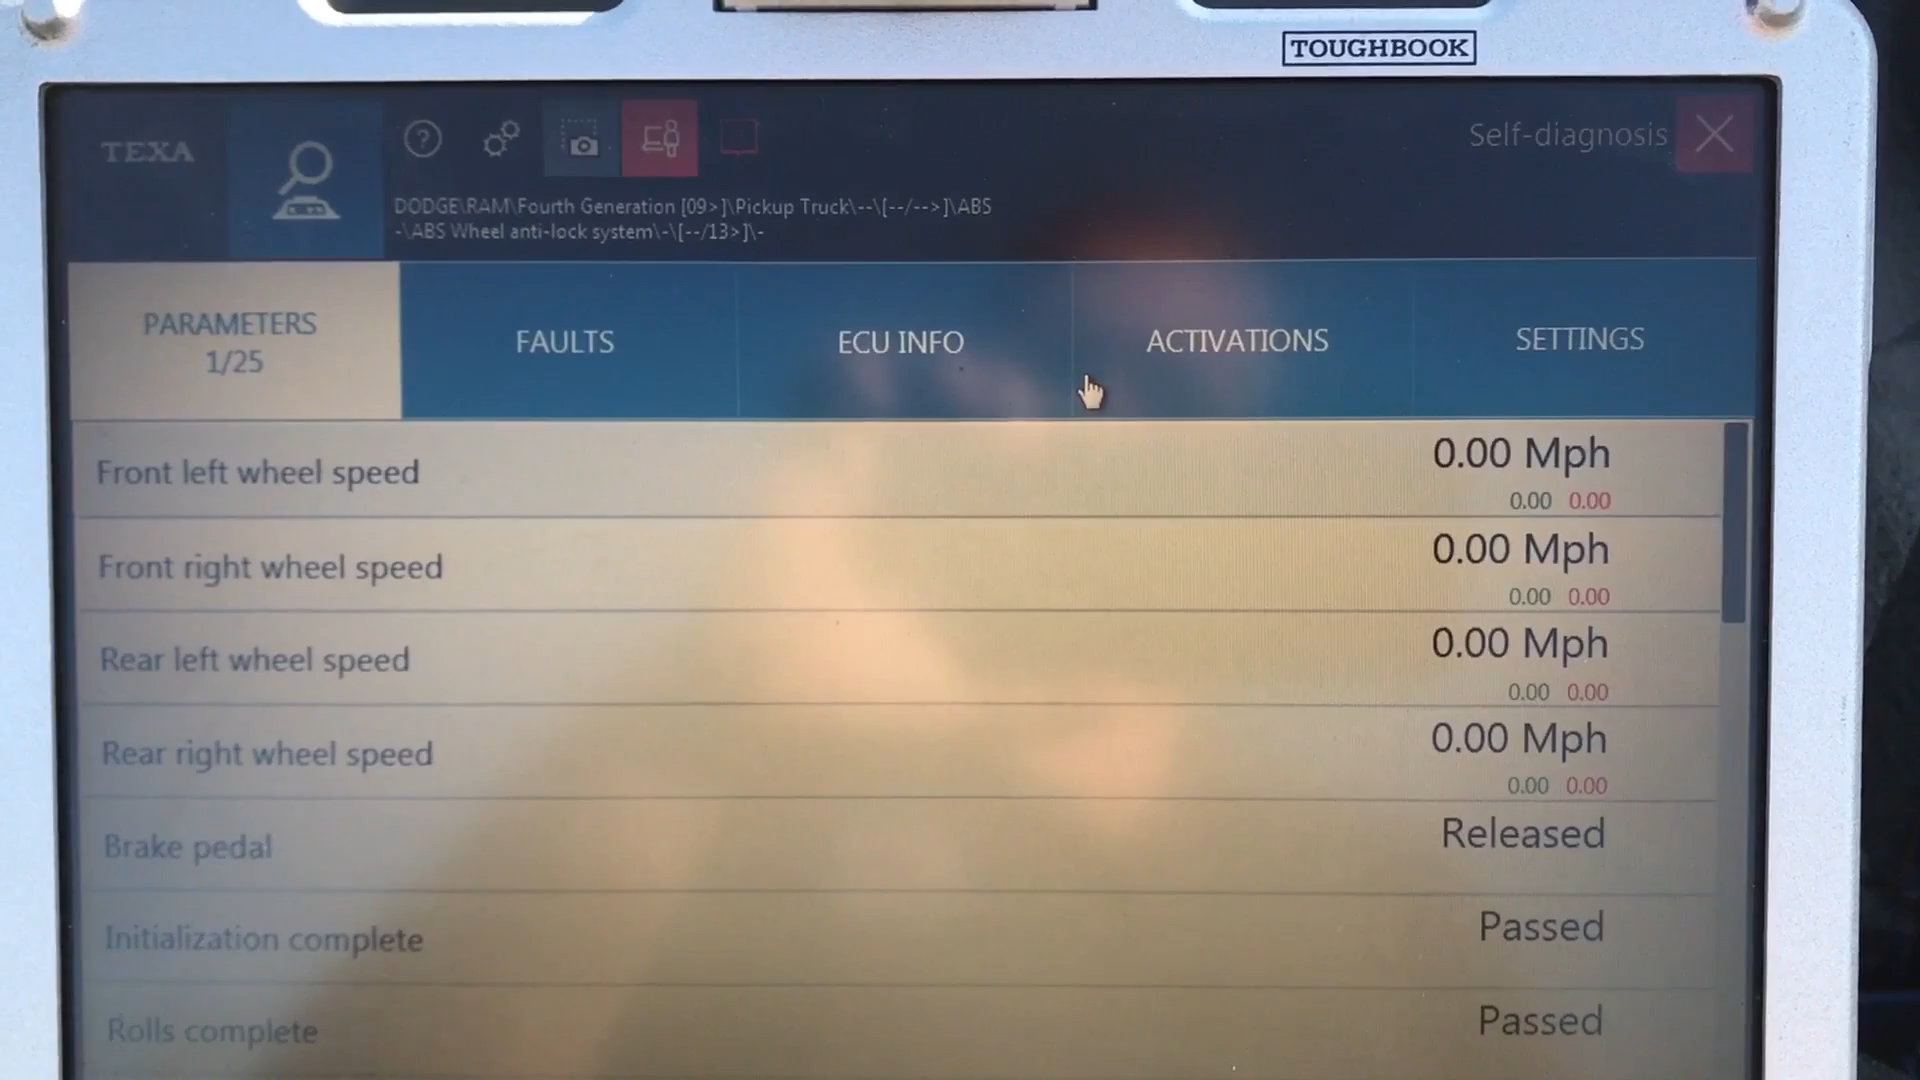 TOUGHBOOK
TEXA
?
Self-diagnosis
DODGE\RAM\Fourth Generation [09>]\Pickup Truck\--\[--/-->]\ABS
-\ABS Wheel anti-lock system\-\[--/13>]\-
PARAMETERS
1/25
FAULTS
ECU INFO
ACTIVATIONS
SETTINGS
Front left wheel speed
0.00 Mph
0.00 0.00
Front right wheel speed
0.00 Mph
0.00 0.00
Rear left wheel speed
0.00 Mph
0.00 0.00
Rear right wheel speed
0.00 Mph
0.00 0.00
Brake pedal
Released
Initialization complete
Passed
Rolls complete
Passed